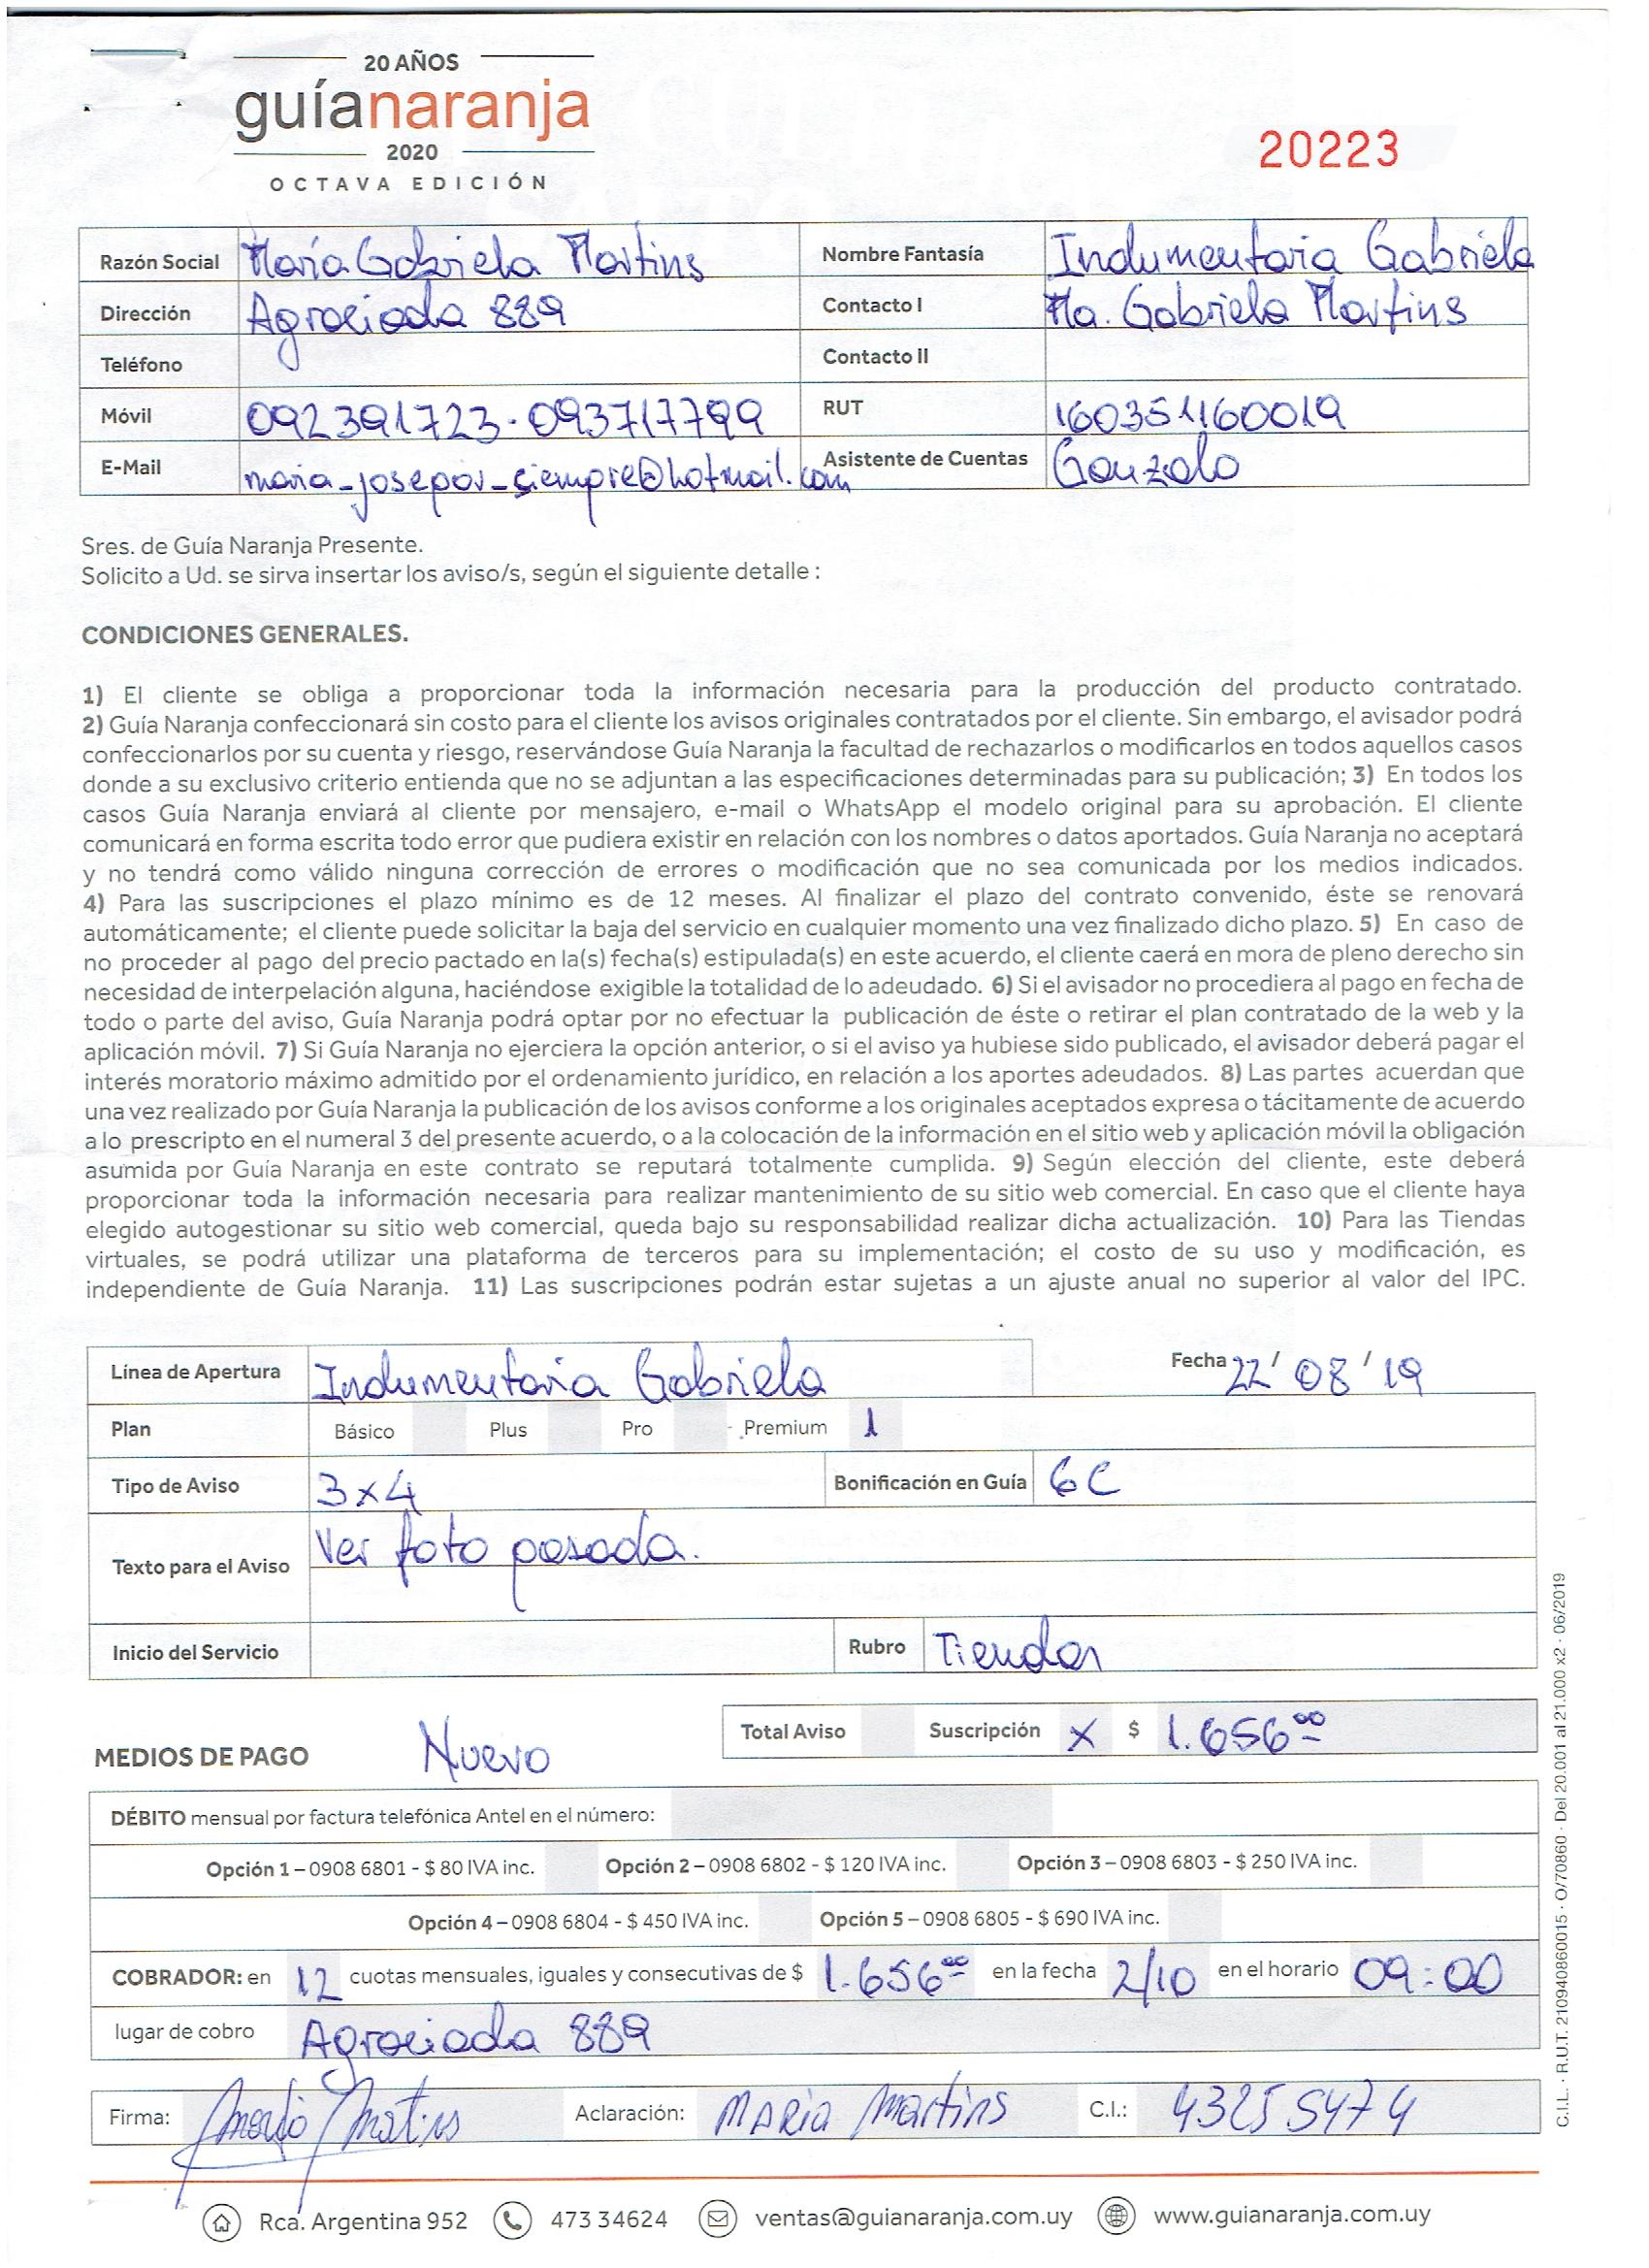 20 AÑOS
guíanaranja
2020
OCTAVA EDICIÓN
20223
Razón Social María Gabriela Martins Nombre Fantasía Indumentaria Gabriela
Dirección Agraciada 889 Contacto I Ma. Gabriela Martins
Teléfono Contacto II
Móvil 092391723 - 093717799 RUT 160351160019
E-Mail maria_josepor_siempre@hotmail.com Asistente de Cuentas Gonzalo
Sres. de Guía Naranja Presente.
Solicito a Ud. se sirva insertar los aviso/s, según el siguiente detalle :
CONDICIONES GENERALES.
1) El cliente se obliga a proporcionar toda la información necesaria para la producción del producto contratado.
2) Guía Naranja confeccionará sin costo para el cliente los avisos originales contratados por el cliente. Sin embargo, el avisador podrá
confeccionarlos por su cuenta y riesgo, reservándose Guía Naranja la facultad de rechazarlos o modificarlos en todos aquellos casos
donde a su exclusivo criterio entienda que no se adjuntan a las especificaciones determinadas para su publicación; 3) En todos los
casos Guía Naranja enviará al cliente por mensajero, e-mail o WhatsApp el modelo original para su aprobación. El cliente
comunicará en forma escrita todo error que pudiera existir en relación con los nombres o datos aportados. Guía Naranja no aceptará
y no tendrá como válido ninguna corrección de errores o modificación que no sea comunicada por los medios indicados.
4) Para las suscripciones el plazo mínimo es de 12 meses. Al finalizar el plazo del contrato convenido, éste se renovará
automáticamente; el cliente puede solicitar la baja del servicio en cualquier momento una vez finalizado dicho plazo. 5) En caso de
no proceder al pago del precio pactado en la(s) fecha(s) estipulada(s) en este acuerdo, el cliente caerá en mora de pleno derecho sin
necesidad de interpelación alguna, haciéndose exigible la totalidad de lo adeudado. 6) Si el avisador no procediera al pago en fecha de
todo o parte del aviso, Guía Naranja podrá optar por no efectuar la publicación de éste o retirar el plan contratado de la web y la
aplicación móvil. 7) Si Guía Naranja no ejerciera la opción anterior, o si el aviso ya hubiese sido publicado, el avisador deberá pagar el
interés moratorio máximo admitido por el ordenamiento jurídico, en relación a los aportes adeudados. 8) Las partes acuerdan que
una vez realizado por Guía Naranja la publicación de los avisos conforme a los originales aceptados expresa o tácitamente de acuerdo
a lo prescripto en el numeral 3 del presente acuerdo, o a la colocación de la información en el sitio web y aplicación móvil la obligación
asumida por Guía Naranja en este contrato se reputará totalmente cumplida. 9) Según elección del cliente, este deberá
proporcionar toda la información necesaria para realizar mantenimiento de su sitio web comercial. En caso que el cliente haya
elegido autogestionar su sitio web comercial, queda bajo su responsabilidad realizar dicha actualización. 10) Para las Tiendas
virtuales, se podrá utilizar una plataforma de terceros para su implementación; el costo de su uso y modificación, es
independiente de Guía Naranja. 11) Las suscripciones podrán estar sujetas a un ajuste anual no superior al valor del IPC.
Línea de Apertura Indumentaria Gabriela Fecha 22 / 08 / 19
Plan Básico Plus Pro Premium 1
Tipo de Aviso 3x4 Bonificación en Guía 6C
Texto para el Aviso Ver foto pasada.
Inicio del Servicio Rubro Tiendas
MEDIOS DE PAGO Nuevo Total Aviso Suscripción X $ 1.656⁰⁰
DÉBITO mensual por factura telefónica Antel en el número:
Opción 1 – 0908 6801 - $ 80 IVA inc. Opción 2 – 0908 6802 - $ 120 IVA inc. Opción 3 – 0908 6803 - $ 250 IVA inc.
Opción 4 – 0908 6804 - $ 450 IVA inc. Opción 5 – 0908 6805 - $ 690 IVA inc.
COBRADOR: en 12 cuotas mensuales, iguales y consecutivas de $ 1.656⁰⁰ en la fecha 2/10 en el horario 09:00
lugar de cobro Agraciada 889
Firma: Aclaración: MARIA Martins C.I.: 43255474
C.I.L. · R.U.T. 210940860015 · O/70860 · Del 20.001 al 21.000 x2 · 06/2019
Rca. Argentina 952 473 34624 ventas@guianaranja.com.uy www.guianaranja.com.uy